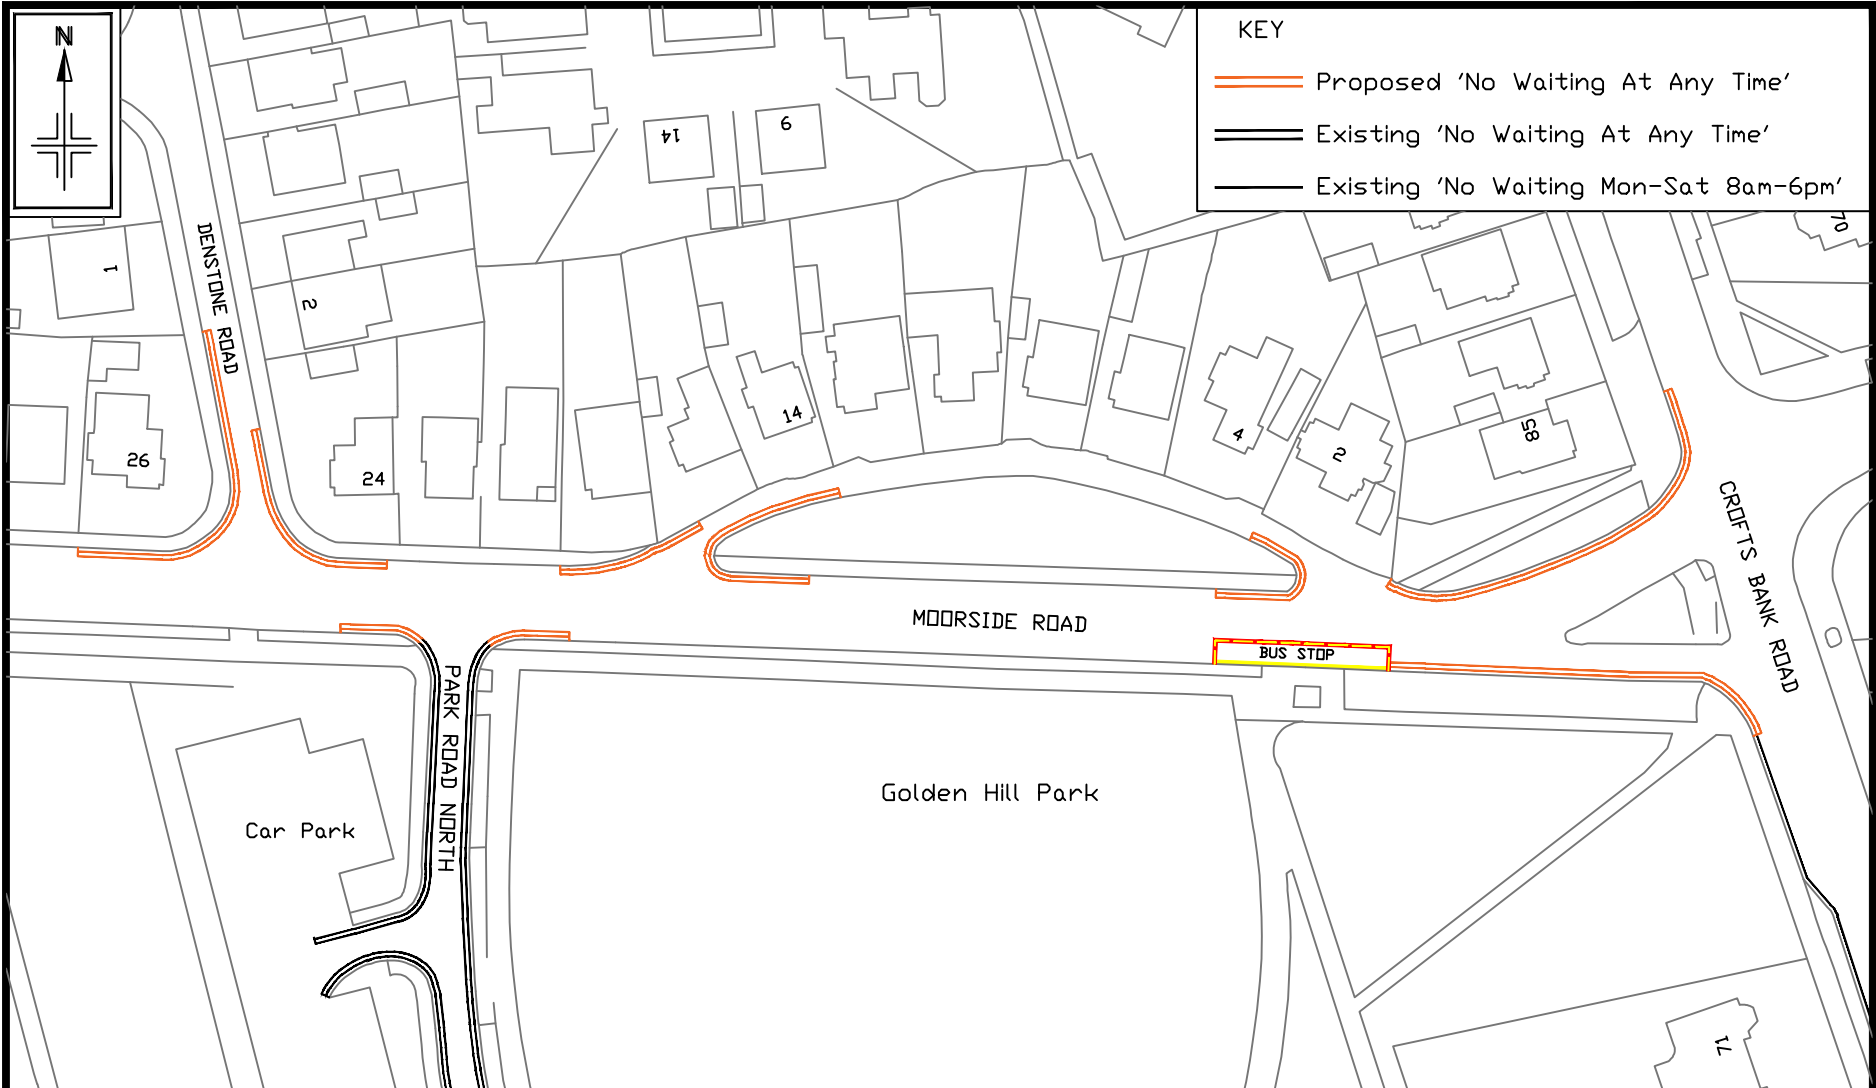 N
KEY
Proposed 'No Waiting At Any Time'
Existing 'No Waiting At Any Time'
Existing 'No Waiting Mon-Sat 8am-6pm'
14
9
70
1
DENSTONE ROAD
2
26
24
14
4
2
85
CROFTS BANK ROAD
MOORSIDE ROAD
BUS STOP
PARK ROAD NORTH
Golden Hill Park
Car Park
71